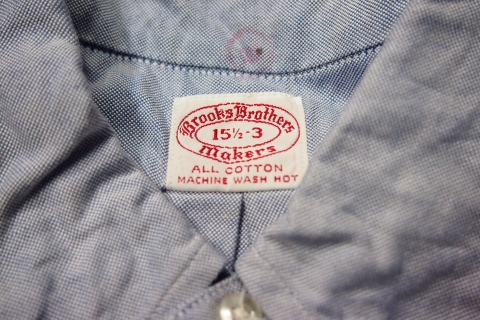 Brooks Brothers
15½-3
Makers
ALL COTTON
MACHINE WASH HOT